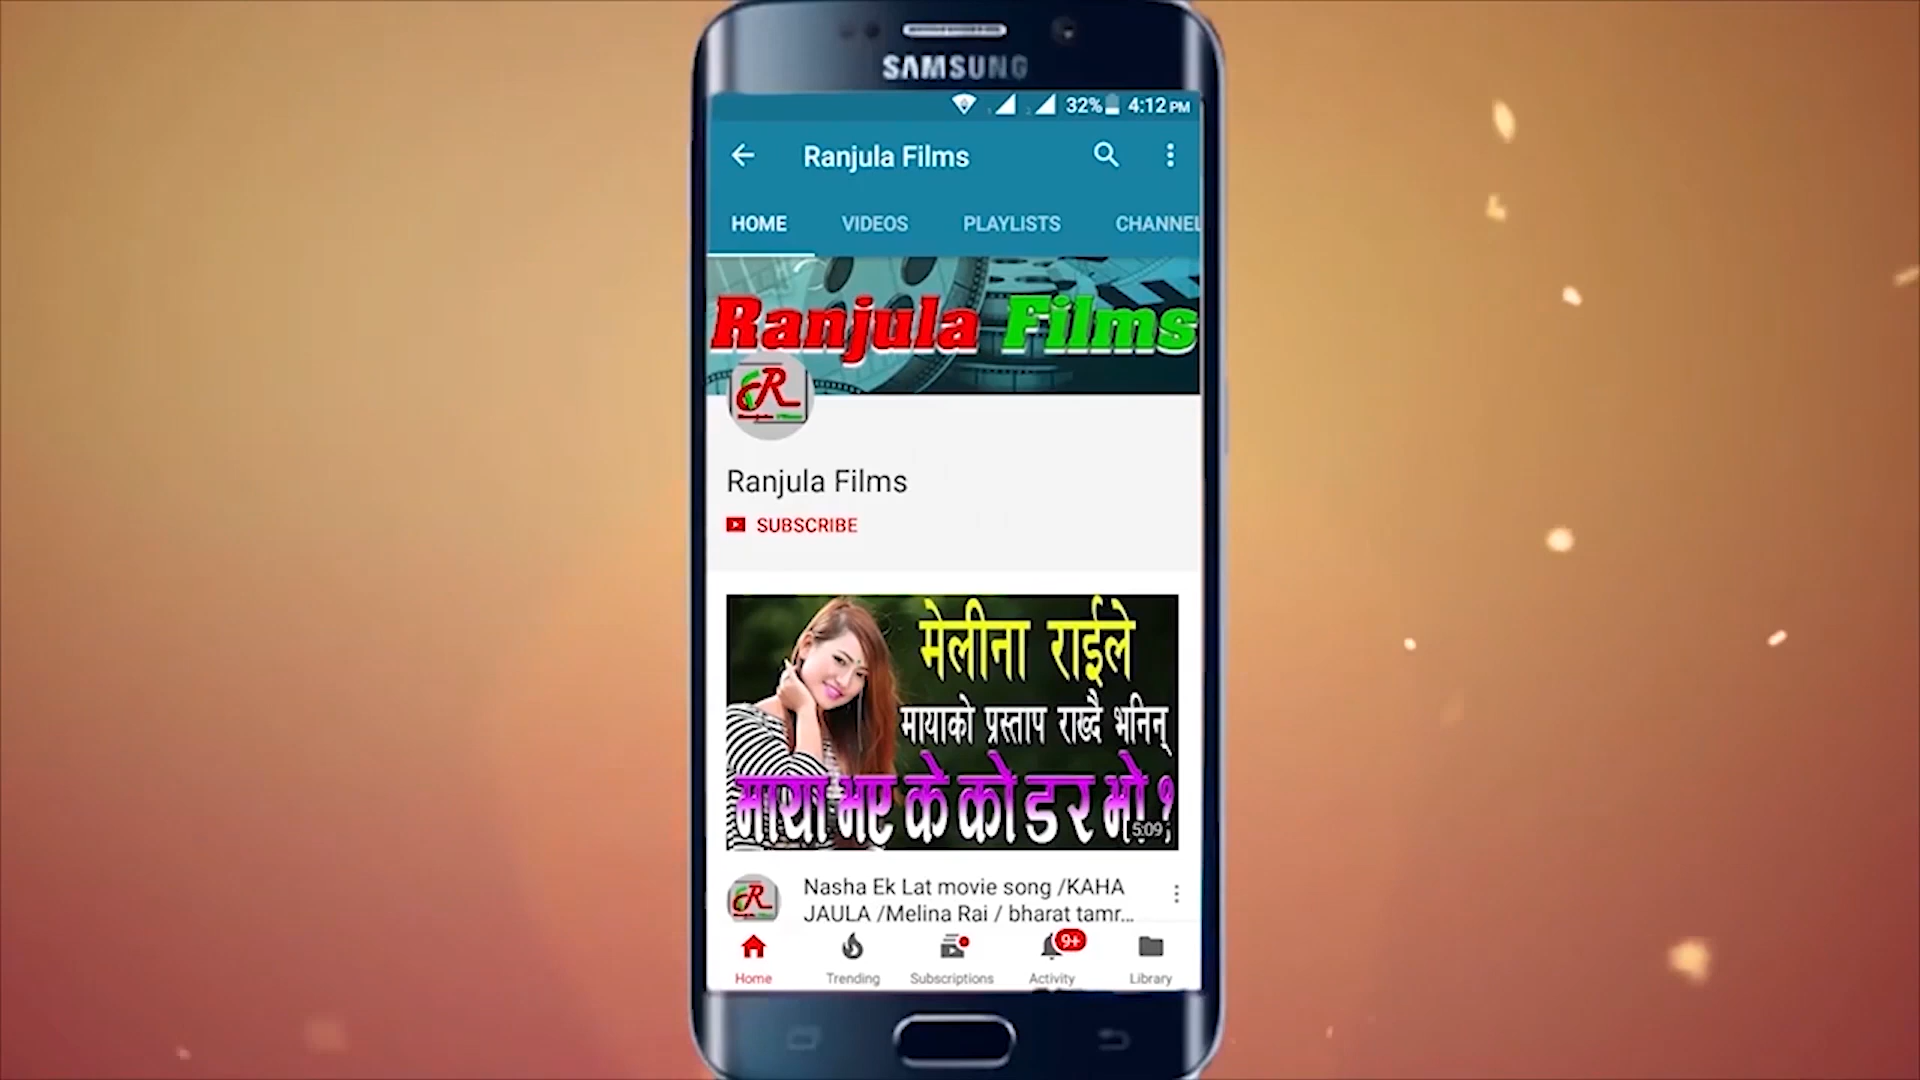 SAMSUNG
32% 4:12 PM
Ranjula Films
HOME VIDEOS PLAYLISTS CHANNEL
Ranjula Films
R
Ranjula Films
SUBSCRIBE
मेलीना राईले
मायाको प्रस्ताप राख्दै भनिन्
माया भए के को डर भो ?
5:09
R
Nasha Ek Lat movie song /KAHA
JAULA /Melina Rai / bharat tamr...
9+
Home Trending Subscriptions Activity Library